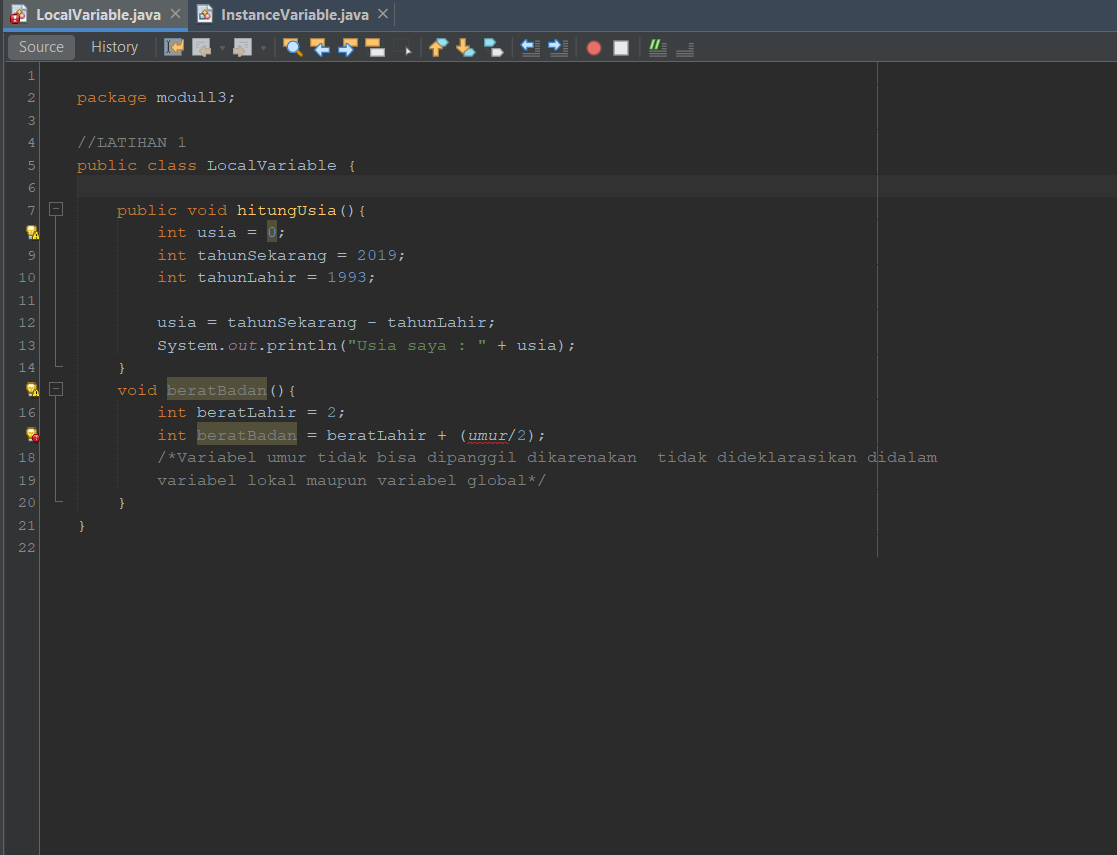 LocalVariable.java InstanceVariable.java
Source History
1
2 package modull3;
3
4 //LATIHAN 1
5 public class LocalVariable {
6
7 public void hitungUsia(){
int usia = 0;
9 int tahunSekarang = 2019;
10 int tahunLahir = 1993;
11
12 usia = tahunSekarang - tahunLahir;
13 System.out.println("Usia saya : " + usia);
14 }
void beratBadan(){
16 int beratLahir = 2;
int beratBadan = beratLahir + (umur/2);
18 /*Variabel umur tidak bisa dipanggil dikarenakan  tidak dideklarasikan didalam
19 variabel lokal maupun variabel global*/
20 }
21 }
22